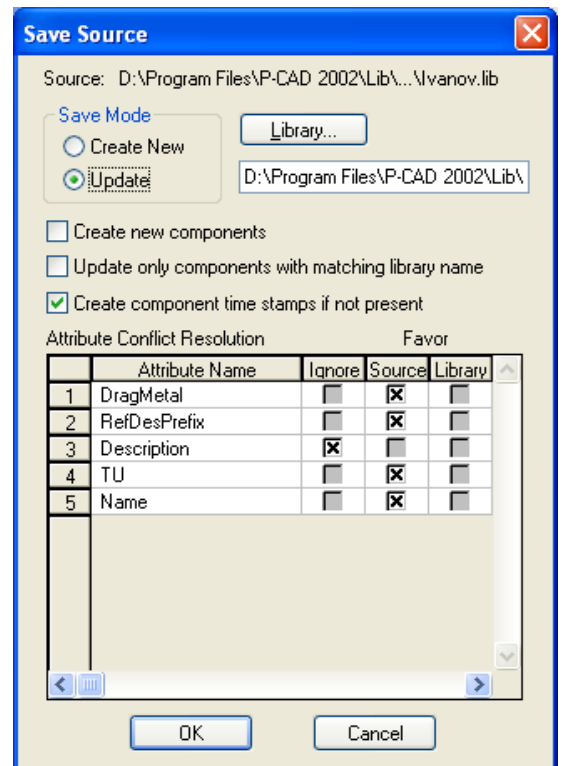 Save Source
Source: D:\Program Files\P-CAD 2002\Lib\...\Ivanov.lib
Save Mode
Library...
Create New
Update
D:\Program Files\P-CAD 2002\Lib\
Create new components
Update only components with matching library name
Create component time stamps if not present
Attribute Conflict Resolution Favor
Attribute Name Ignore Source Library
1 DragMetal
2 RefDesPrefix
3 Description
4 TU
5 Name
OK Cancel